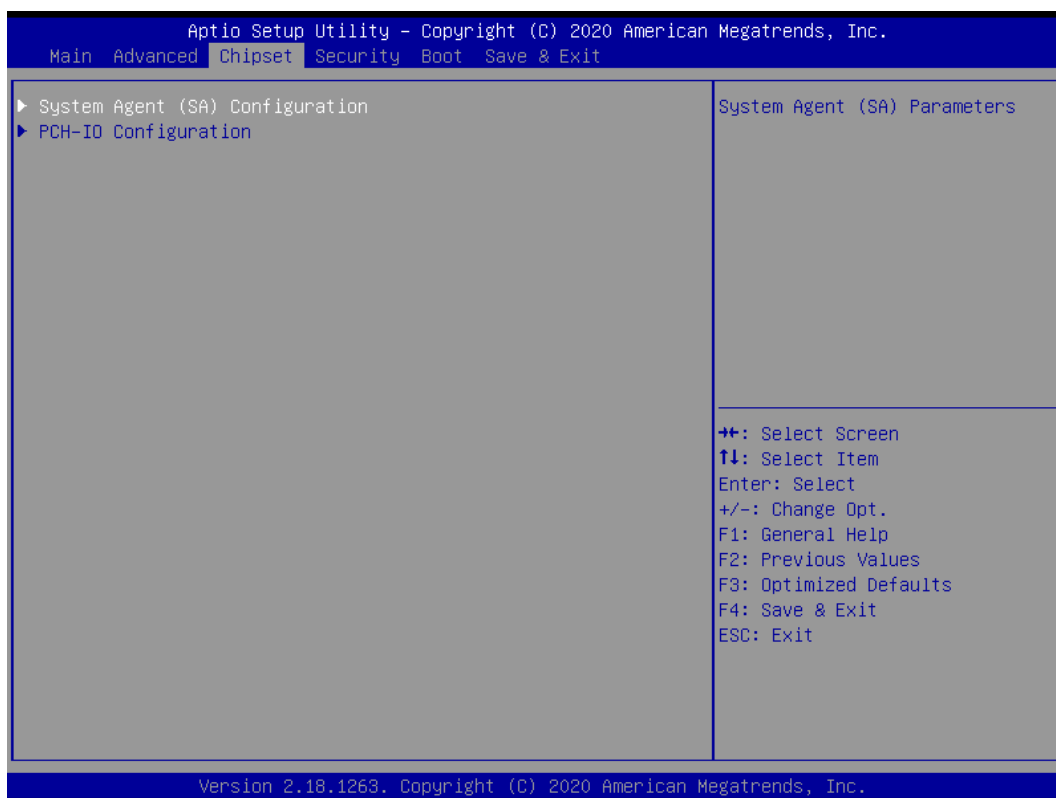 Aptio Setup Utility – Copyright (C) 2020 American Megatrends, Inc.
Main Advanced Chipset Security Boot Save & Exit
▶ System Agent (SA) Configuration
▶ PCH-IO Configuration
System Agent (SA) Parameters
→←: Select Screen
↑↓: Select Item
Enter: Select
+/-: Change Opt.
F1: General Help
F2: Previous Values
F3: Optimized Defaults
F4: Save & Exit
ESC: Exit
Version 2.18.1263. Copyright (C) 2020 American Megatrends, Inc.